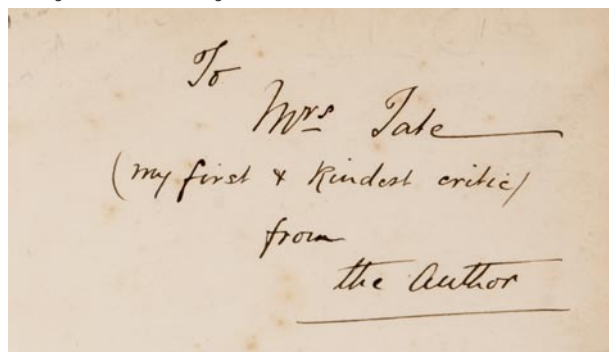 To
Mrs Tate
(my first & kindest critic)
from
the Author